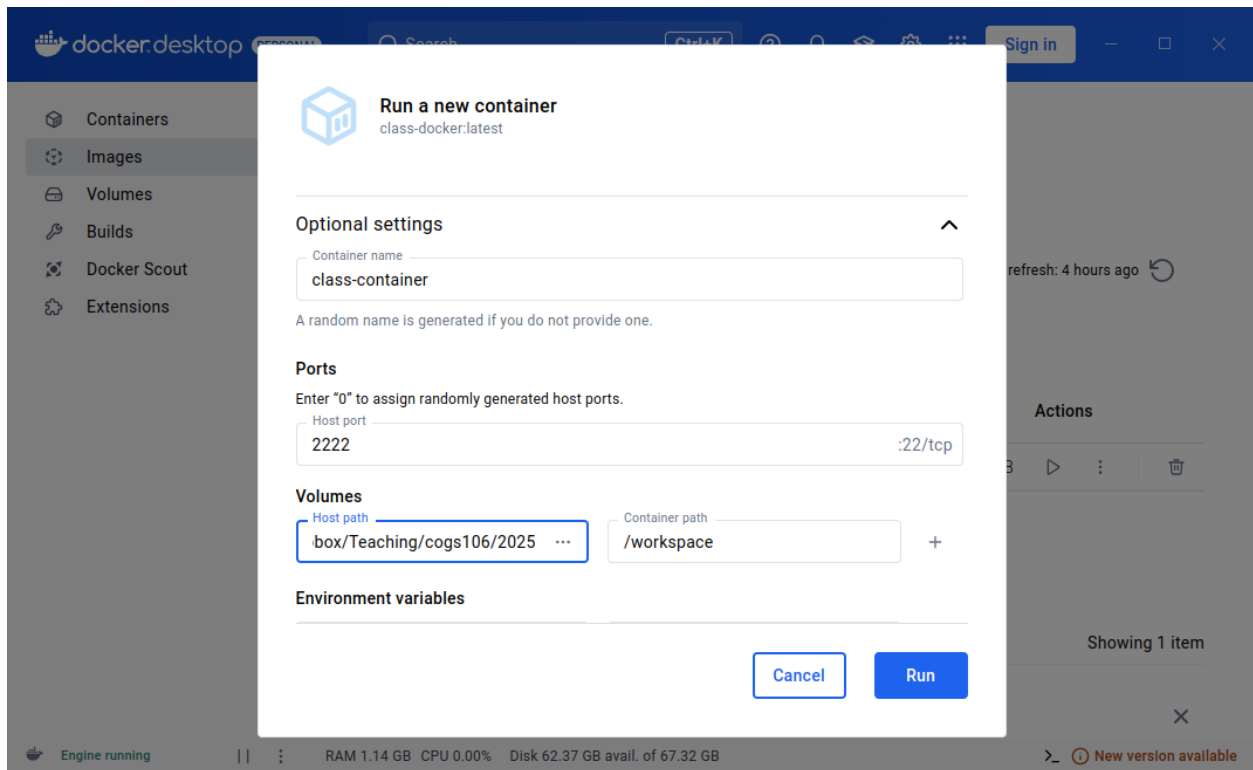 docker.desktop
Sign in
Containers
Images
Volumes
Builds
Docker Scout
Extensions
Run a new container
class-docker:latest
Optional settings
Container name
class-container
A random name is generated if you do not provide one.
Ports
Enter “0” to assign randomly generated host ports.
Host port
2222 :22/tcp
Volumes
Host path
box/Teaching/cogs106/2025 ···
Container path
/workspace
+
Environment variables
Cancel Run
refresh: 4 hours ago
Actions
Showing 1 item
Engine running
RAM 1.14 GB CPU 0.00% Disk 62.37 GB avail. of 67.32 GB
>_ New version available